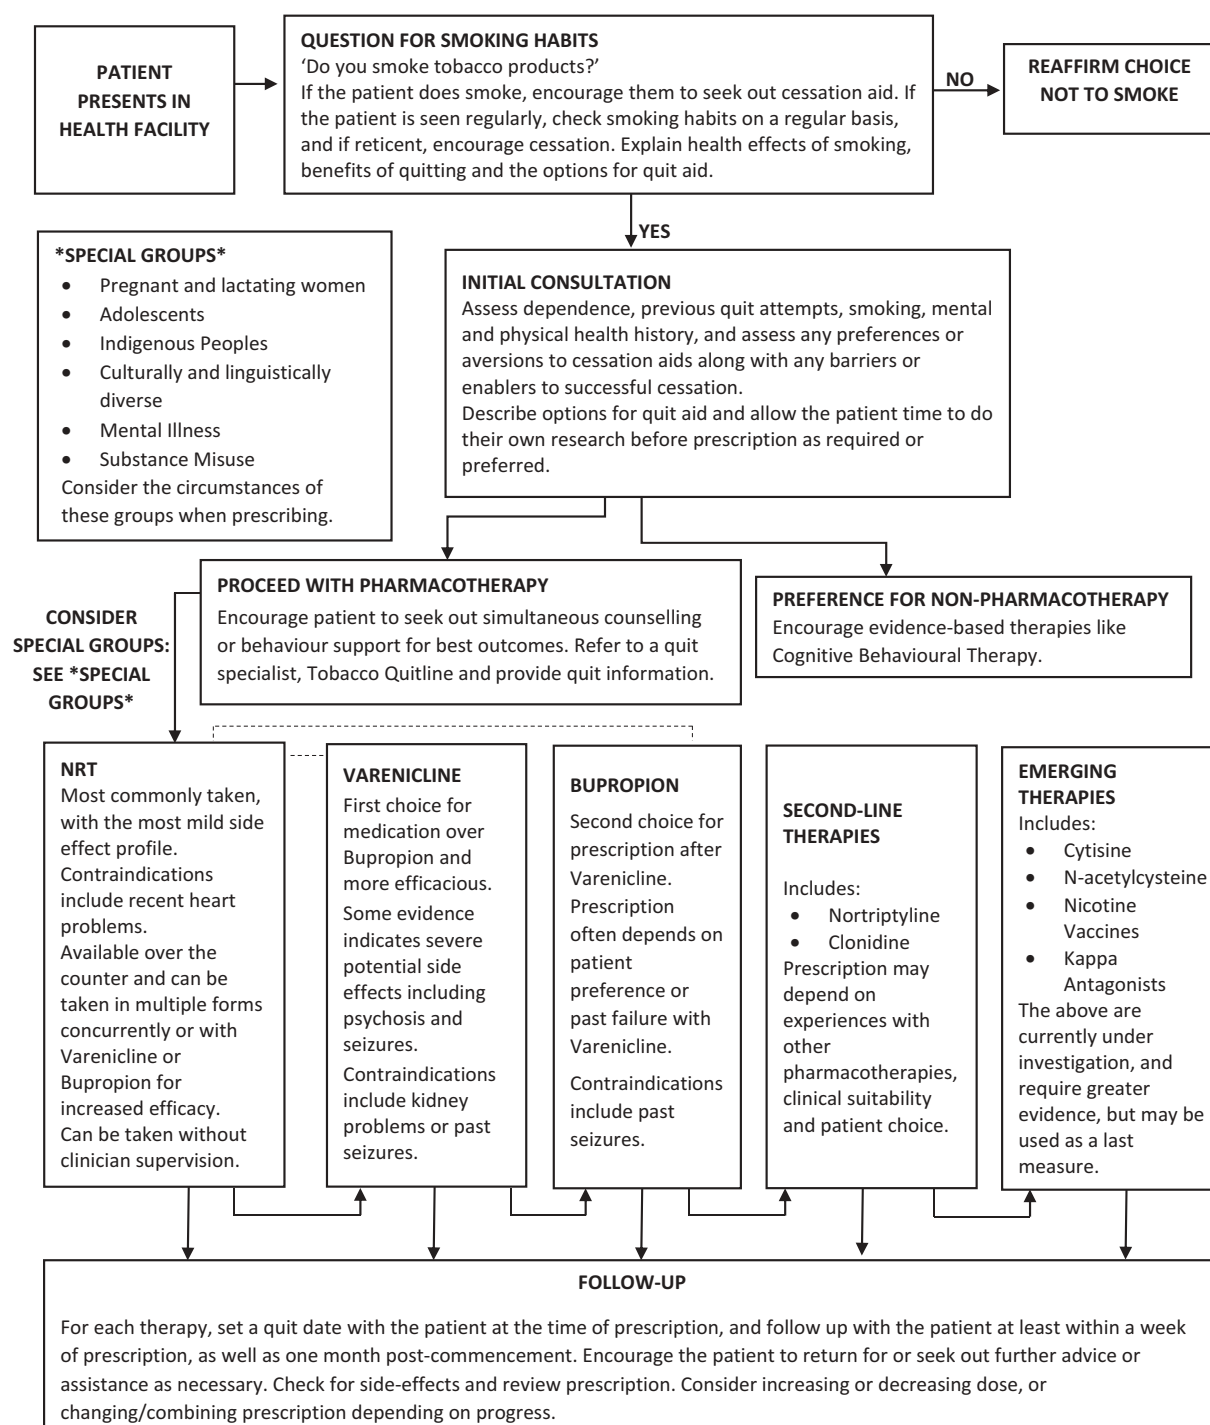 PATIENT
PRESENTS IN
HEALTH FACILITY
QUESTION FOR SMOKING HABITS
‘Do you smoke tobacco products?’
If the patient does smoke, encourage them to seek out cessation aid. If
the patient is seen regularly, check smoking habits on a regular basis,
and if reticent, encourage cessation. Explain health effects of smoking,
benefits of quitting and the options for quit aid.
NO
REAFFIRM CHOICE
NOT TO SMOKE
YES
*SPECIAL GROUPS*
• Pregnant and lactating women
• Adolescents
• Indigenous Peoples
• Culturally and linguistically
diverse
• Mental Illness
• Substance Misuse
Consider the circumstances of
these groups when prescribing.
INITIAL CONSULTATION
Assess dependence, previous quit attempts, smoking, mental
and physical health history, and assess any preferences or
aversions to cessation aids along with any barriers or
enablers to successful cessation.
Describe options for quit aid and allow the patient time to do
their own research before prescription as required or
preferred.
CONSIDER
SPECIAL GROUPS:
SEE *SPECIAL
GROUPS*
PROCEED WITH PHARMACOTHERAPY
Encourage patient to seek out simultaneous counselling
or behaviour support for best outcomes. Refer to a quit
specialist, Tobacco Quitline and provide quit information.
PREFERENCE FOR NON-PHARMACOTHERAPY
Encourage evidence-based therapies like
Cognitive Behavioural Therapy.
NRT
Most commonly taken,
with the most mild side
effect profile.
Contraindications
include recent heart
problems.
Available over the
counter and can be
taken in multiple forms
concurrently or with
Varenicline or
Bupropion for
increased efficacy.
Can be taken without
clinician supervision.
VARENICLINE
First choice for
medication over
Bupropion and
more efficacious.
Some evidence
indicates severe
potential side
effects including
psychosis and
seizures.
Contraindications
include kidney
problems or past
seizures.
BUPROPION
Second choice for
prescription after
Varenicline.
Prescription
often depends on
patient
preference or
past failure with
Varenicline.
Contraindications
include past
seizures.
SECOND-LINE
THERAPIES
Includes:
• Nortriptyline
• Clonidine
Prescription may
depend on
experiences with
other
pharmacotherapies,
clinical suitability
and patient choice.
EMERGING
THERAPIES
Includes:
• Cytisine
• N-acetylcysteine
• Nicotine
Vaccines
• Kappa
Antagonists
The above are
currently under
investigation, and
require greater
evidence, but may be
used as a last
measure.
FOLLOW-UP
For each therapy, set a quit date with the patient at the time of prescription, and follow up with the patient at least within a week
of prescription, as well as one month post-commencement. Encourage the patient to return for or seek out further advice or
assistance as necessary. Check for side-effects and review prescription. Consider increasing or decreasing dose, or
changing/combining prescription depending on progress.